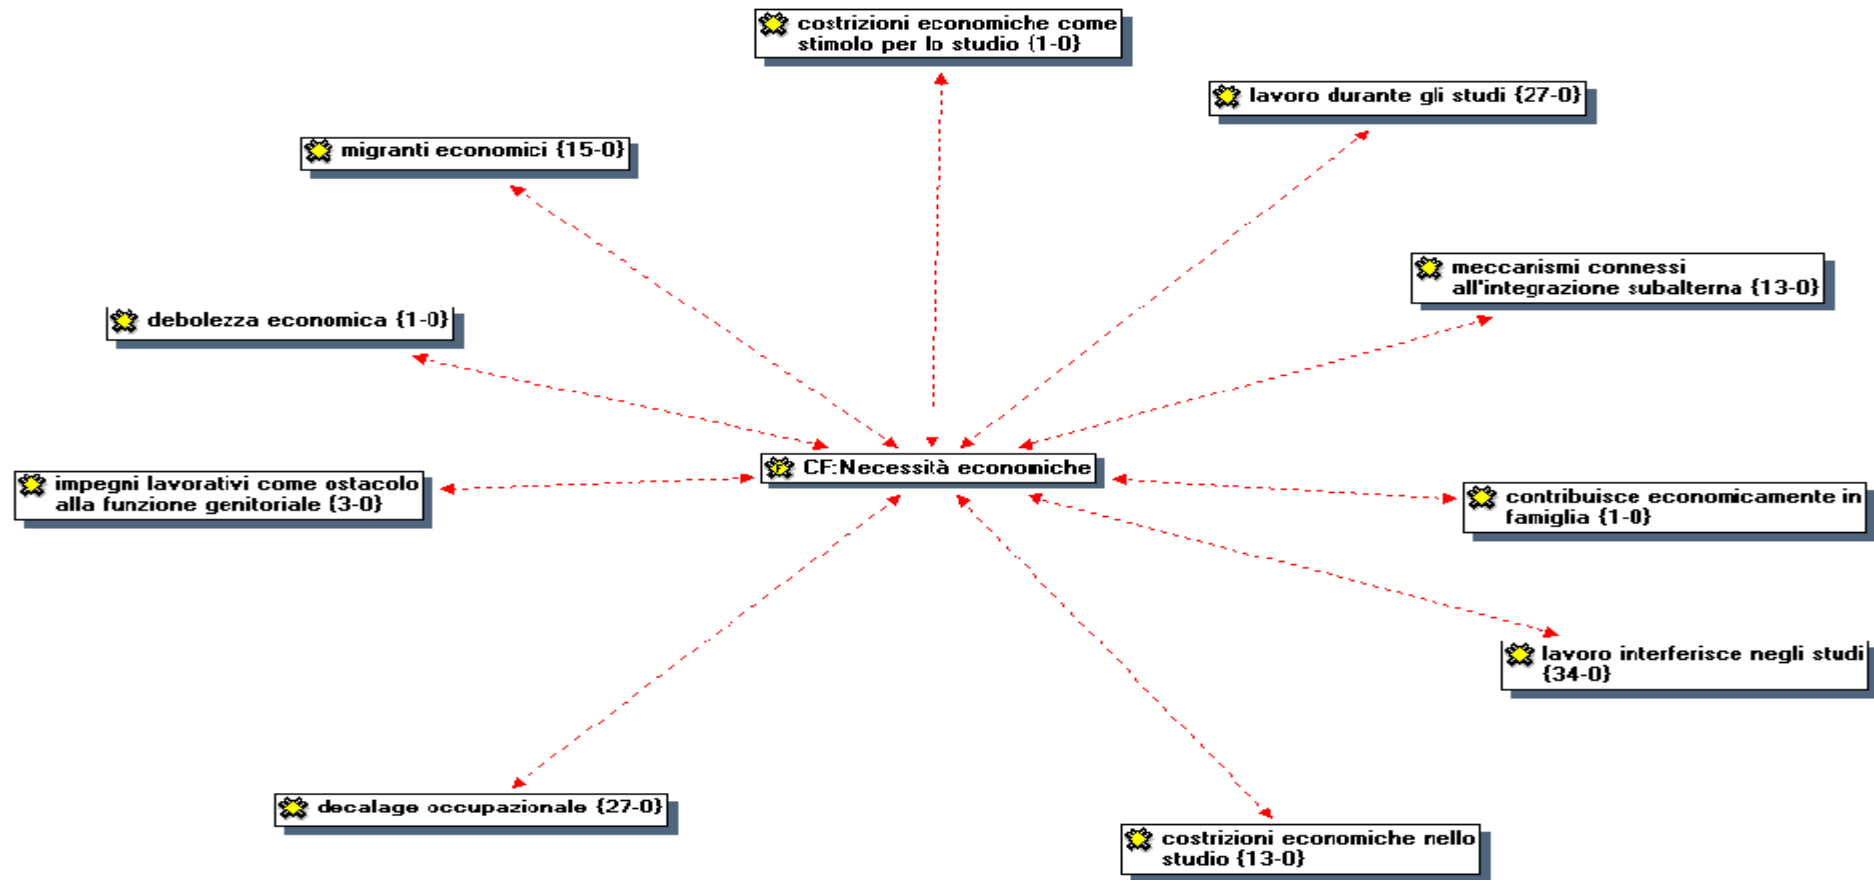 costrizioni economiche come
stimolo per lo studio {1-0}
lavoro durante gli studi {27-0}
migranti economici {15-0}
meccanismi connessi
all'integrazione subalterna {13-0}
debolezza economica {1-0}
CF:Necessità economiche
impegni lavorativi come ostacolo
alla funzione genitoriale {3-0}
contribuisce economicamente in
famiglia {1-0}
lavoro interferisce negli studi
{34-0}
decalage occupazionale {27-0}
costrizioni economiche nello
studio {13-0}